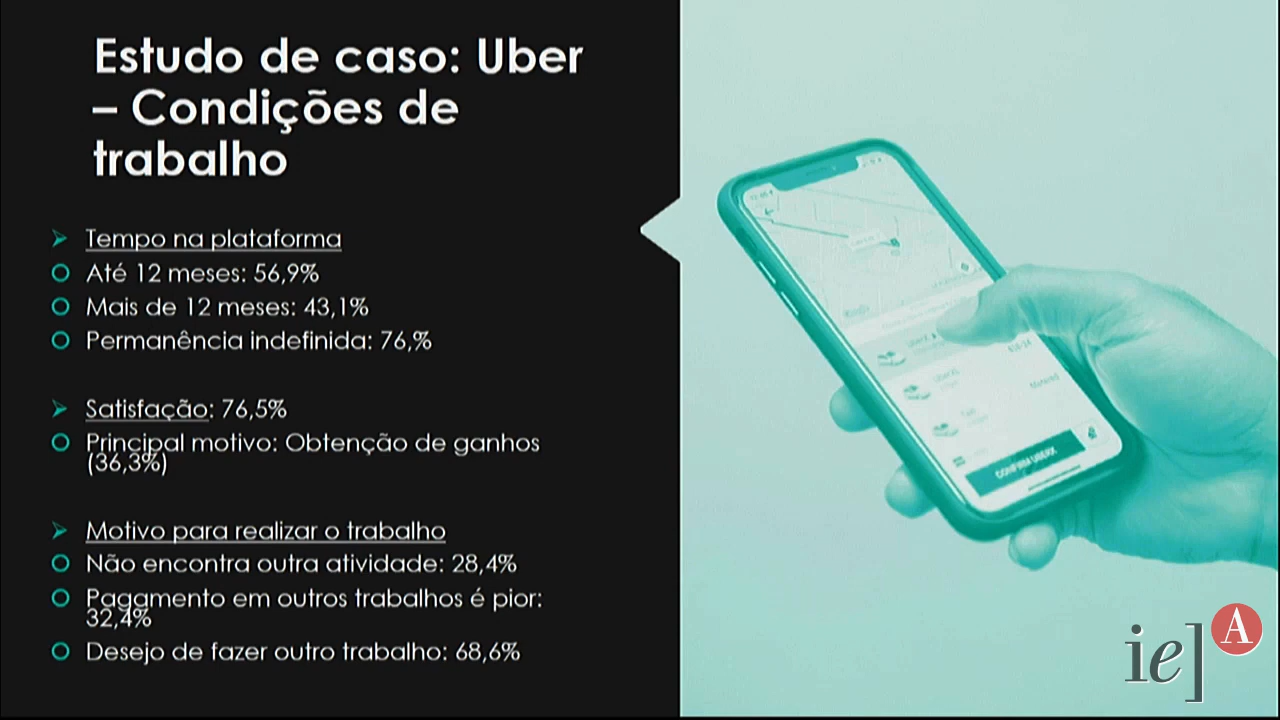 Estudo de caso: Uber
– Condições de
trabalho
Tempo na plataforma
Até 12 meses: 56,9%
Mais de 12 meses: 43,1%
Permanência indefinida: 76,%
Satisfação: 76,5%
Principal motivo: Obtenção de ganhos
(36,3%)
Motivo para realizar o trabalho
Não encontra outra atividade: 28,4%
Pagamento em outros trabalhos é pior:
32,4%
Desejo de fazer outro trabalho: 68,6%
CONFIRM UBERX
iea]